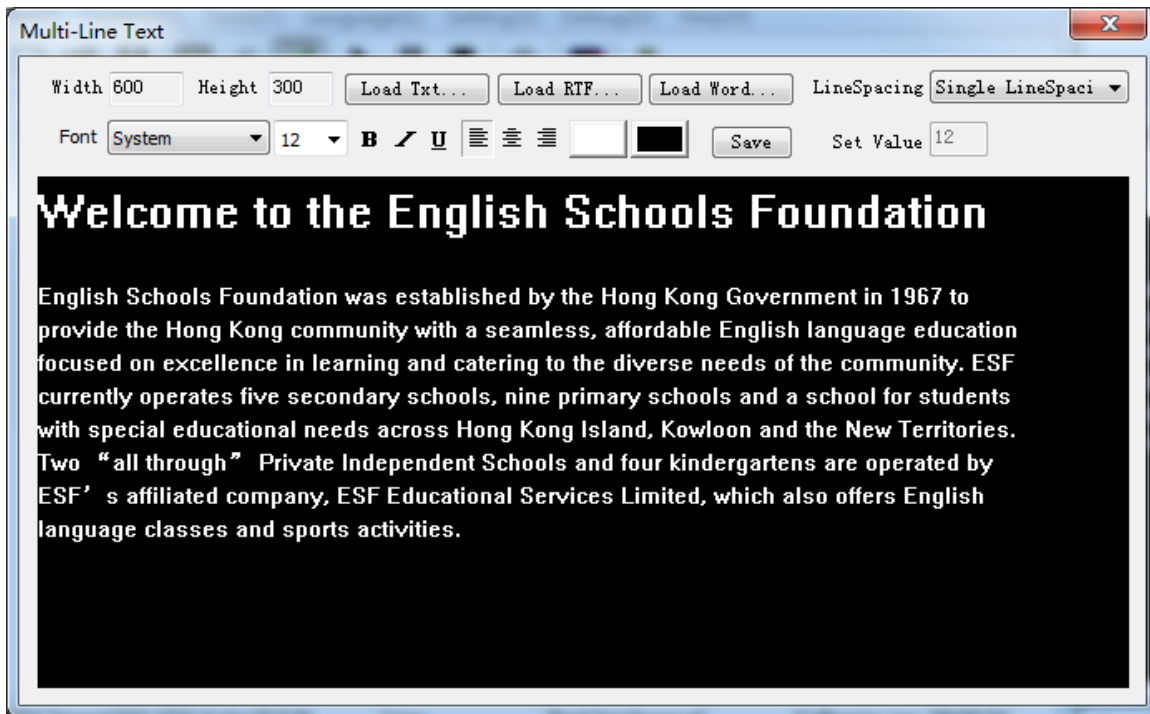 Multi-Line Text
Width 600 Height 300 Load Txt... Load RTF... Load Word... LineSpacing Single LineSpaci
Font System 12 B I U Save Set Value 12
Welcome to the English Schools Foundation
English Schools Foundation was established by the Hong Kong Government in 1967 to
provide the Hong Kong community with a seamless, affordable English language education
focused on excellence in learning and catering to the diverse needs of the community. ESF
currently operates five secondary schools, nine primary schools and a school for students
with special educational needs across Hong Kong Island, Kowloon and the New Territories.
Two “all through” Private Independent Schools and four kindergartens are operated by
ESF’s affiliated company, ESF Educational Services Limited, which also offers English
language classes and sports activities.